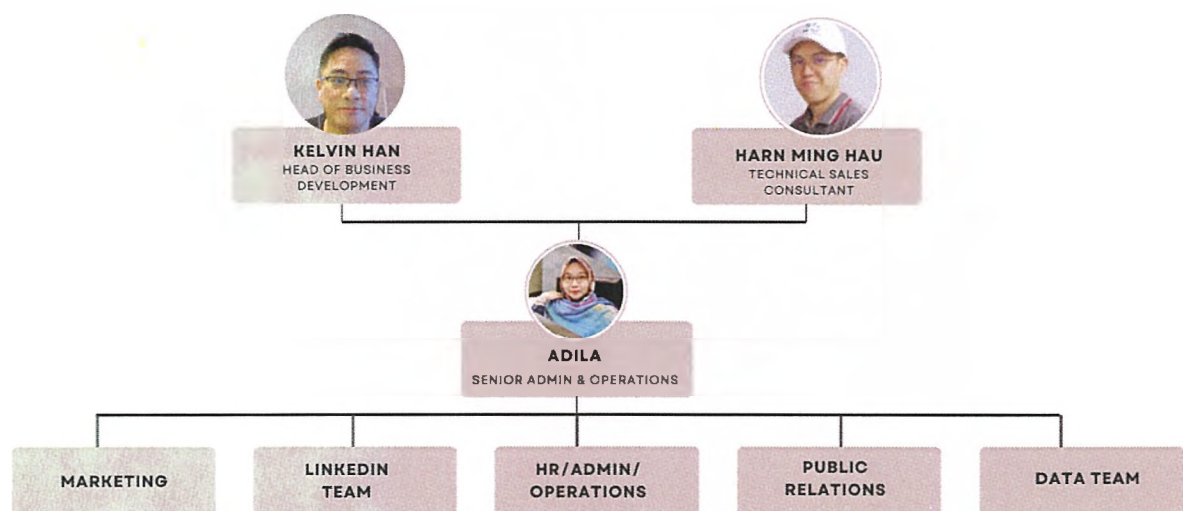 KELVIN HAN
HEAD OF BUSINESS
DEVELOPMENT
HARN MING HAU
TECHNICAL SALES
CONSULTANT
ADILA
SENIOR ADMIN & OPERATIONS
MARKETING
LINKEDIN
TEAM
HR/ADMIN/
OPERATIONS
PUBLIC
RELATIONS
DATA TEAM